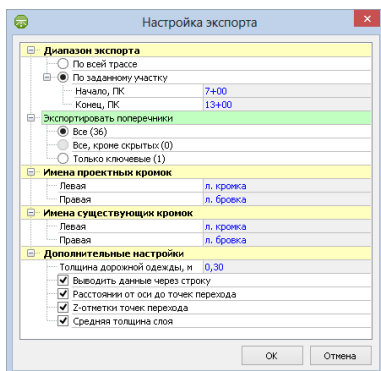 Настройка экспорта
Диапазон экспорта
По всей трассе
По заданному участку
Начало, ПК 7+00
Конец, ПК 13+00
Экспортировать поперечники
Все (36)
Все, кроме скрытых (0)
Только ключевые (1)
Имена проектных кромок
Левая л. кромка
Правая л. бровка
Имена существующих кромок
Левая л. кромка
Правая л. бровка
Дополнительные настройки
Толщина дорожной одежды, м 0,30
Выводить данные через строку
Расстоянии от оси до точек перехода
Z-отметки точек перехода
Средняя толщина слоя
ОК Отмена